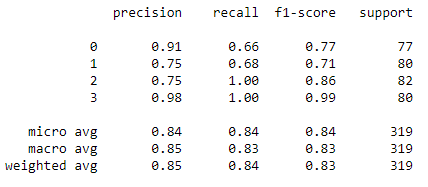 precision recall f1-score support
0 0.91 0.66 0.77 77
1 0.75 0.68 0.71 80
2 0.75 1.00 0.86 82
3 0.98 1.00 0.99 80
micro avg 0.84 0.84 0.84 319
macro avg 0.85 0.83 0.83 319
weighted avg 0.85 0.84 0.83 319